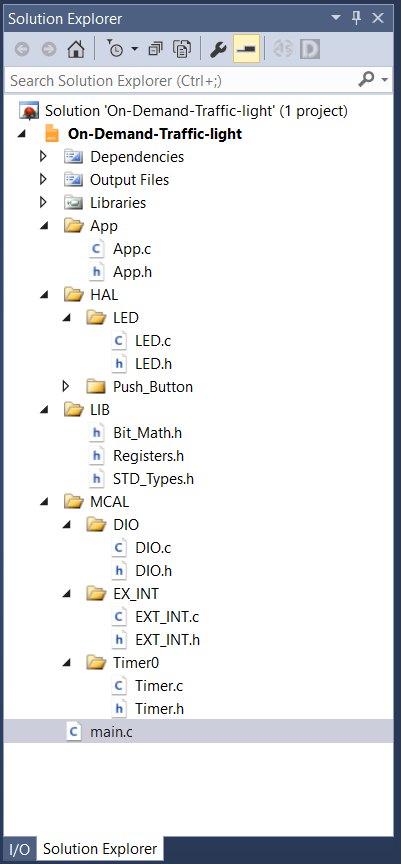 Solution Explorer
Search Solution Explorer (Ctrl+;)
Solution 'On-Demand-Traffic-light' (1 project)
On-Demand-Traffic-light
Dependencies
Output Files
Libraries
App
C App.c
h App.h
HAL
LED
C LED.c
h LED.h
Push_Button
LIB
h Bit_Math.h
h Registers.h
h STD_Types.h
MCAL
DIO
C DIO.c
h DIO.h
EX_INT
C EXT_INT.c
h EXT_INT.h
Timer0
C Timer.c
h Timer.h
C main.c
I/O Solution Explorer